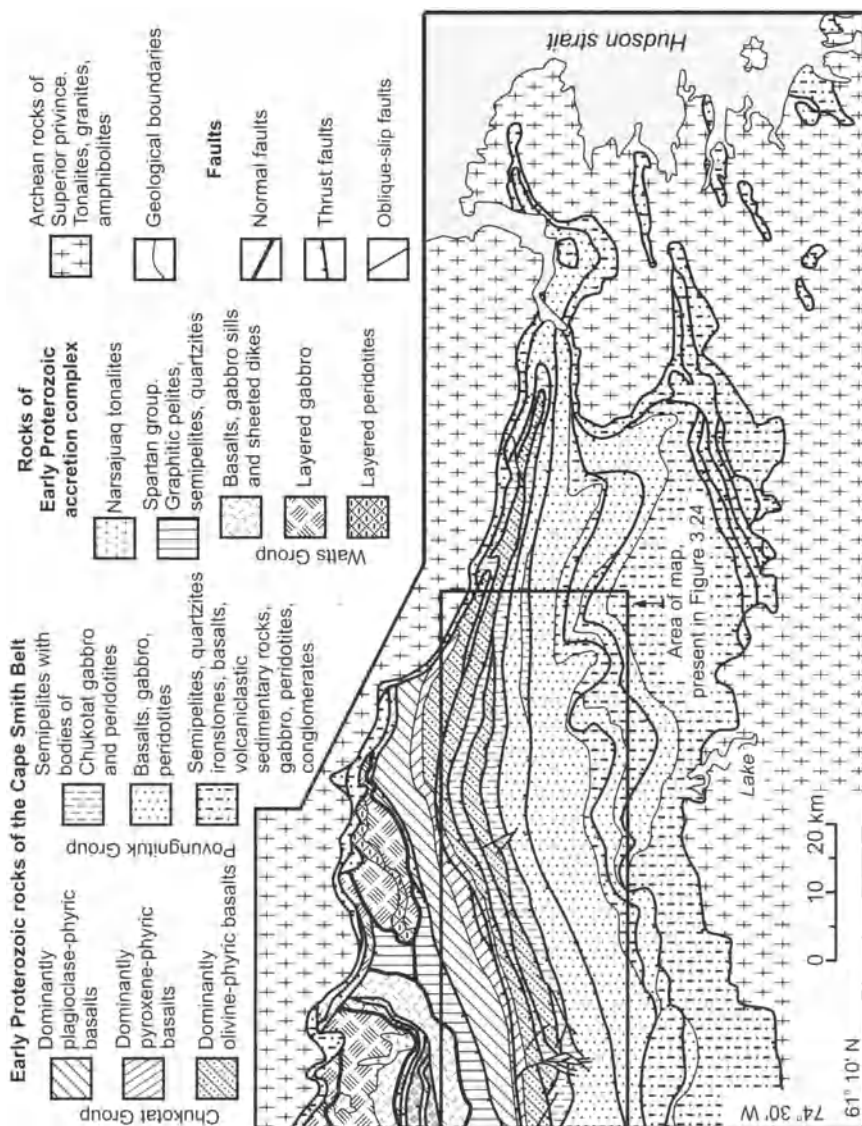 Early Proterozoic rocks of the Cape Smith Belt
Chukotat Group
Dominantly
plagioclase-phyric
basalts
Dominantly
pyroxene-phyric
basalts
Dominantly
olivine-phyric basalts
Povungnituk Group
Semipelites with
bodies of
Chukotat gabbro
and peridotites
Basalts, gabbro,
peridotites
Semipelites, quartzites
ironstones, basalts,
volcaniclastic
sedimentary rocks,
gabbro, peridotites,
conglomerates
Rocks of
Early Proterozoic
accretion complex
Narsajuaq tonalites
Spartan group.
Graphitic pelites,
semipelites, quartzites
Watts Group
Basalts, gabbro sills
and sheeted dikes
Layered gabbro
Layered peridotites
Archean rocks of
Superior privince.
Tonalites, granites,
amphibolites
Geological boundaries
Faults
Normal faults
Thrust faults
Oblique-slip faults
Hudson strait
Area of map,
present in Figure 3.24
Lake
0 10 20 km
74° 30' W
61° 10' N